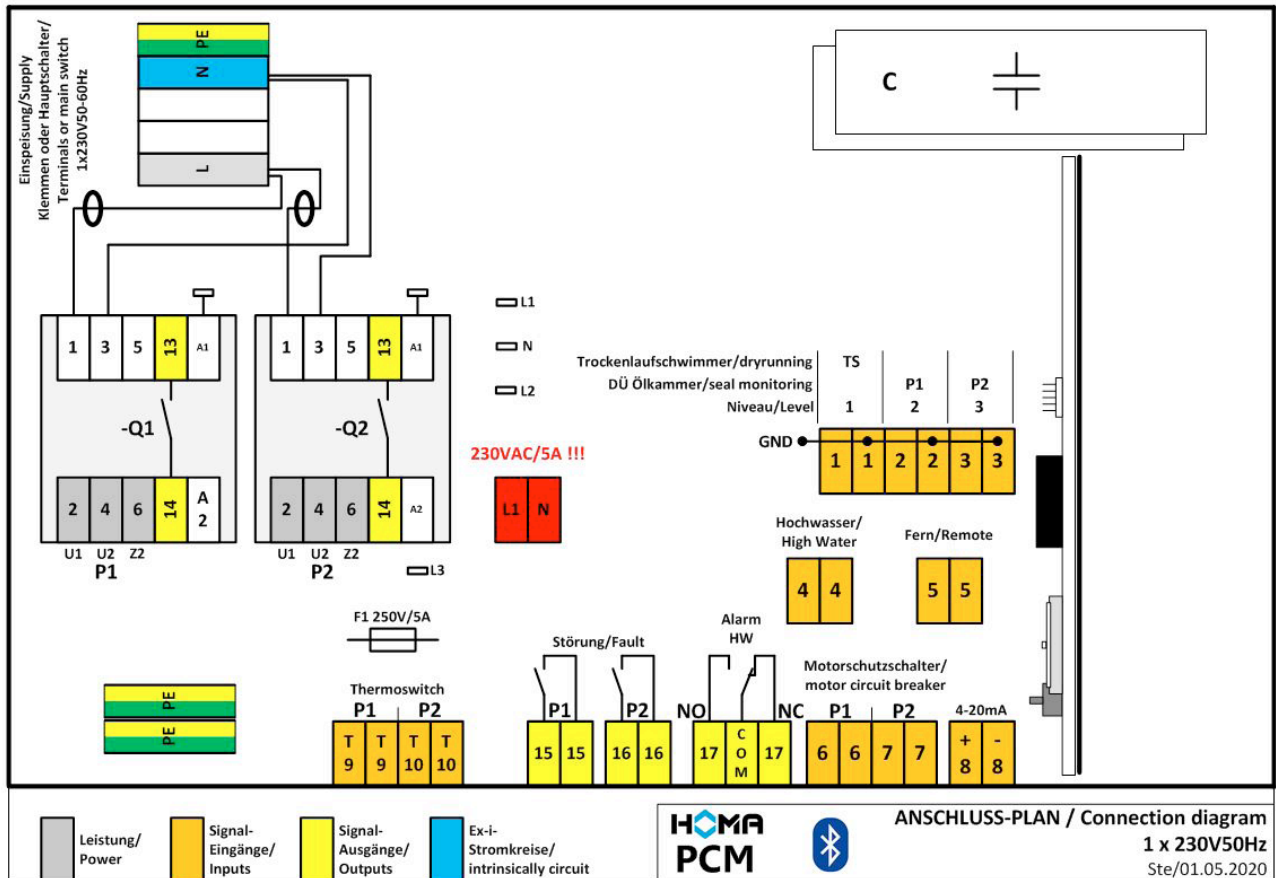 Einspeisung/Supply
Klemmen oder Hauptschalter/
Terminals or main switch
1x230V50-60Hz
PE
N
L
C
1 3 5 13 A1
-Q1
2 4 6 14 A2
U1 U2 Z2
P1
1 3 5 13 A1
-Q2
2 4 6 14 A2
U1 U2 Z2
P2
L1
N
L2
L3
230VAC/5A !!!
L1 N
Trockenlaufschwimmer/dryrunning TS
DÜ Ölkammer/seal monitoring P1 P2
Niveau/Level 1 2 3
GND
1 1 2 2 3 3
Hochwasser/
High Water
4 4
Fern/Remote
5 5
F1 250V/5A
PE
PE
Thermoswitch
P1 P2
T T T T
9 9 10 10
Störung/Fault
P1 P2
15 15 16 16
Alarm
HW
NO NC
17 COM 17
Motorschutzschalter/
motor circuit breaker
P1 P2
6 6 7 7
4-20mA
+ -
8 8
Leistung/
Power
Signal-
Eingänge/
Inputs
Signal-
Ausgänge/
Outputs
Ex-i-
Stromkreise/
intrinsically circuit
HOMA
PCM
ANSCHLUSS-PLAN / Connection diagram
1 x 230V50Hz
Ste/01.05.2020